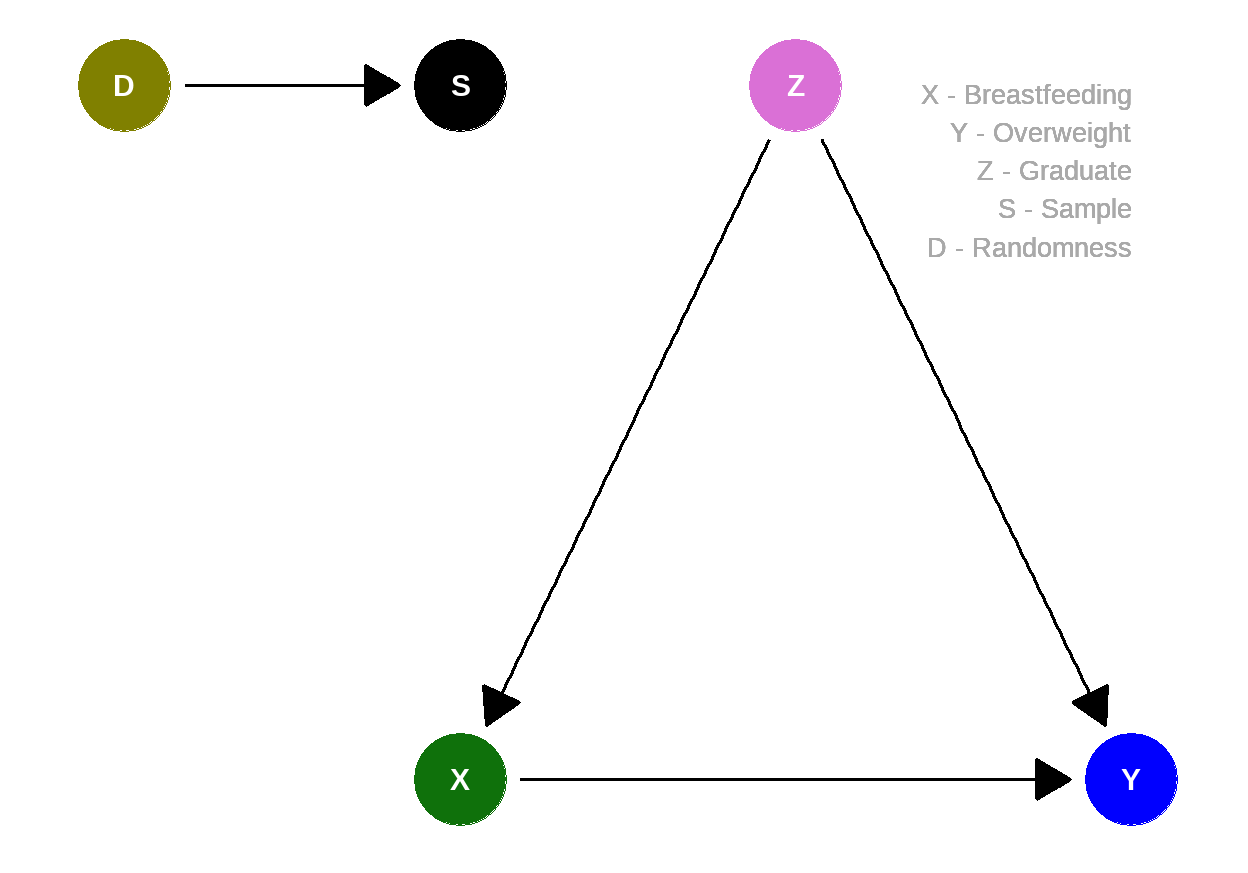 D
S
Z
X - Breastfeeding
Y - Overweight
Z - Graduate
S - Sample
D - Randomness
X
Y